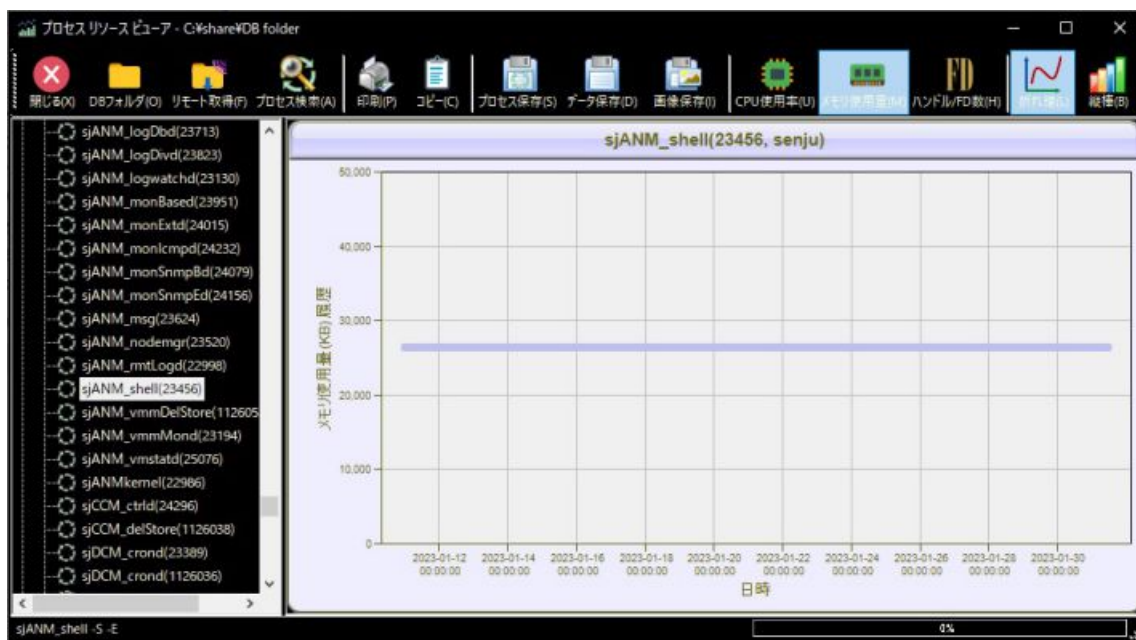 プロセス リソース ビューア - C:¥share¥DB folder
閉じる(X) DBフォルダ(O) リモート取得(F) プロセス検索(A) 印刷(P) コピー(C) プロセス保存(S) データ保存(D) 画像保存(I) CPU使用率(U) メモリ使用量(M) ハンドル/FD数(H) 折れ線(L) 縦棒(B)
FD
sjANM_logDbd(23713)
sjANM_logDivd(23823)
sjANM_logwatchd(23130)
sjANM_monBased(23951)
sjANM_monExtd(24015)
sjANM_monIcmpd(24232)
sjANM_monSnmpBd(24079)
sjANM_monSnmpEd(24156)
sjANM_msg(23624)
sjANM_nodemgr(23520)
sjANM_rmtLogd(22998)
sjANM_shell(23456)
sjANM_vmmDelStore(112605
sjANM_vmmMond(23194)
sjANM_vmstatd(25076)
sjANMkernel(22986)
sjCCM_ctrld(24296)
sjCCM_delStore(1126038)
sjDCM_crond(23389)
sjDCM_crond(1126036)
sjANM_shell(23456, senju)
メモリ使用量(KB)履歴
50,000
40,000
30,000
20,000
10,000
0
2023-01-12 2023-01-14 2023-01-16 2023-01-18 2023-01-20 2023-01-22 2023-01-24 2023-01-26 2023-01-28 2023-01-30
00:00:00 00:00:00 00:00:00 00:00:00 00:00:00 00:00:00 00:00:00 00:00:00 00:00:00 00:00:00
日時
sjANM_shell -S -E
0%